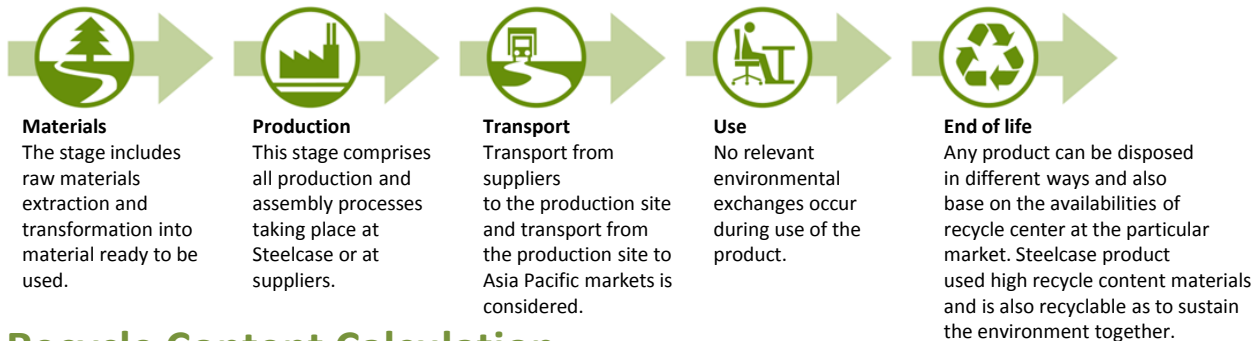 Materials
The stage includes
raw materials
extraction and
transformation into
material ready to be
used.
Production
This stage comprises
all production and
assembly processes
taking place at
Steelcase or at
suppliers.
Transport
Transport from
suppliers
to the production site
and transport from
the production site to
Asia Pacific markets is
considered.
Use
No relevant
environmental
exchanges occur
during use of the
product.
End of life
Any product can be disposed
in different ways and also
base on the availabilities of
recycle center at the particular
market. Steelcase product
used high recycle content materials
and is also recyclable as to sustain
the environment together.
Recycle Content Calculation